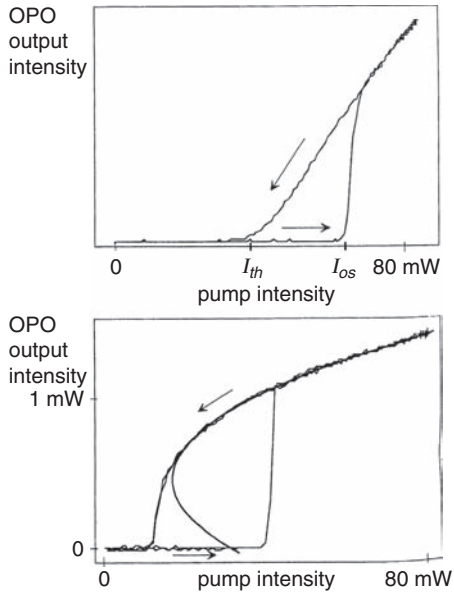 OPO
output
intensity
0
I_th
I_os
80 mW
pump intensity
OPO
output
intensity
1 mW
0
0
pump intensity
80 mW